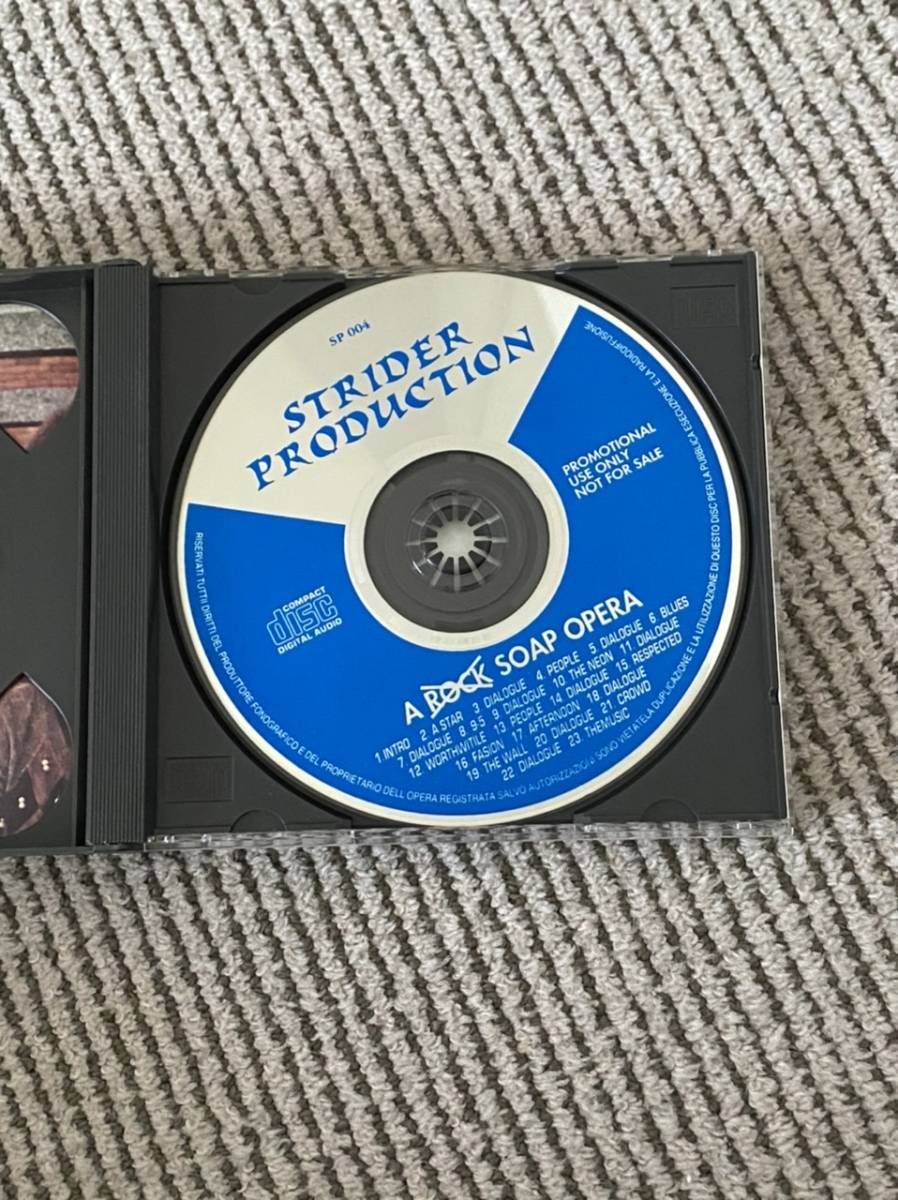 SP 004
STRIDER
PRODUCTION
PROMOTIONAL
USE ONLY
NOT FOR SALE
COMPACT
disc
DIGITAL AUDIO
A ROCK SOAP OPERA
1 INTRO 2 A STAR 3 DIALOGUE 4 PEOPLE 5 DIALOGUE 6 BLUES
7 DIALOGUE 8 9·5 9 DIALOGUE 10 THE NEON 11 DIALOGUE
12 WORTHWITILE 13 PEOPLE 14 DIALOGUE 15 RESPECTED
16 FASION 17 AFTERNOON 18 DIALOGUE
19 THE WALL 20 DIALOGUE 21 CROWD
22 DIALOGUE 23 THEMUSIC
RISERVATI TUTTI I DIRITTI DEL PRODUTTORE FONOGRAFICO E DEL PROPRIETARIO DELL OPERA REGISTRATA SALVO AUTORIZZAZIONI SONO VIETATE LA DUPLICAZIONE E LA UTILIZZAZIONE DI QUESTO DISC PER LA PUBBLICA ESECUZIONE E LA RADIODIFFUSIONE